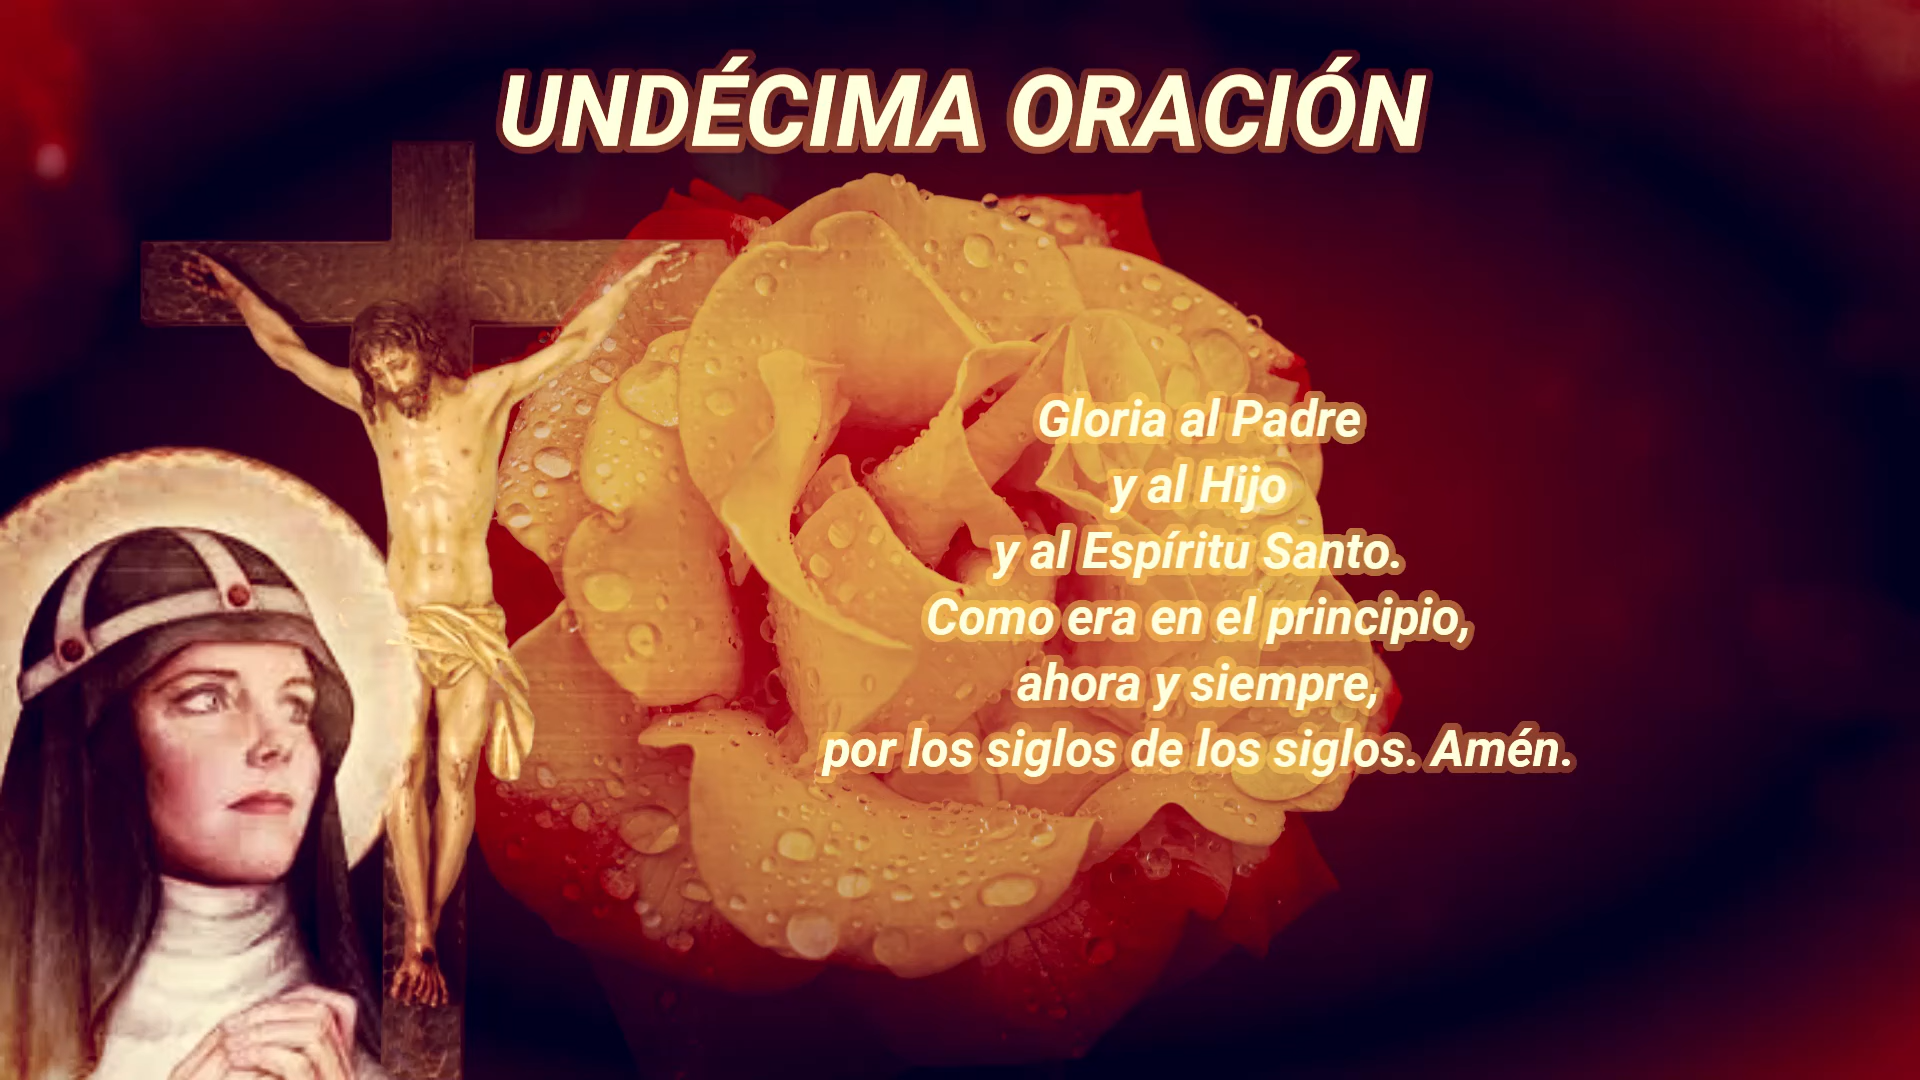 UNDÉCIMA ORACIÓN
Gloria al Padre
y al Hijo
y al Espíritu Santo.
Como era en el principio,
ahora y siempre,
por los siglos de los siglos. Amén.